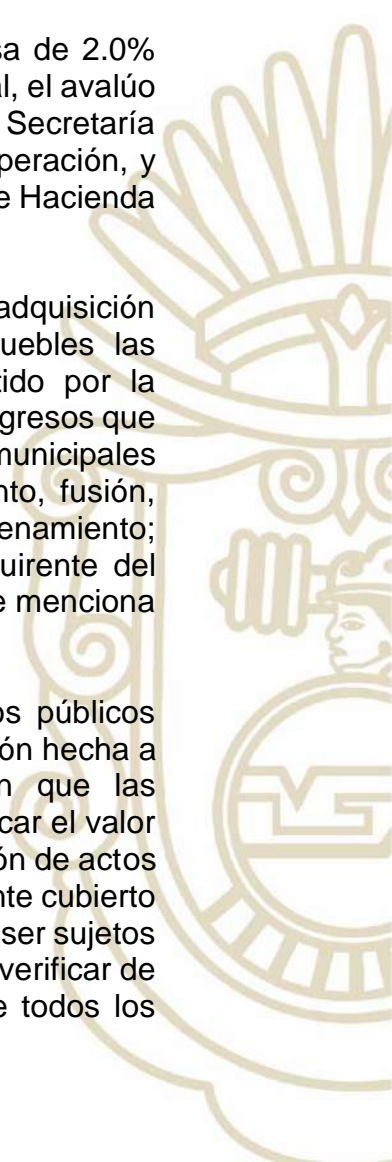 sa de 2.0%
l, el avalúo
Secretaría
peración, y
e Hacienda
adquisición
uebles las
tido por la
gresos que
municipales
nto, fusión,
enamiento;
uirente del
e menciona
os públicos
ón hecha a
n que las
car el valor
ón de actos
nte cubierto
ser sujetos
verificar de
e todos los